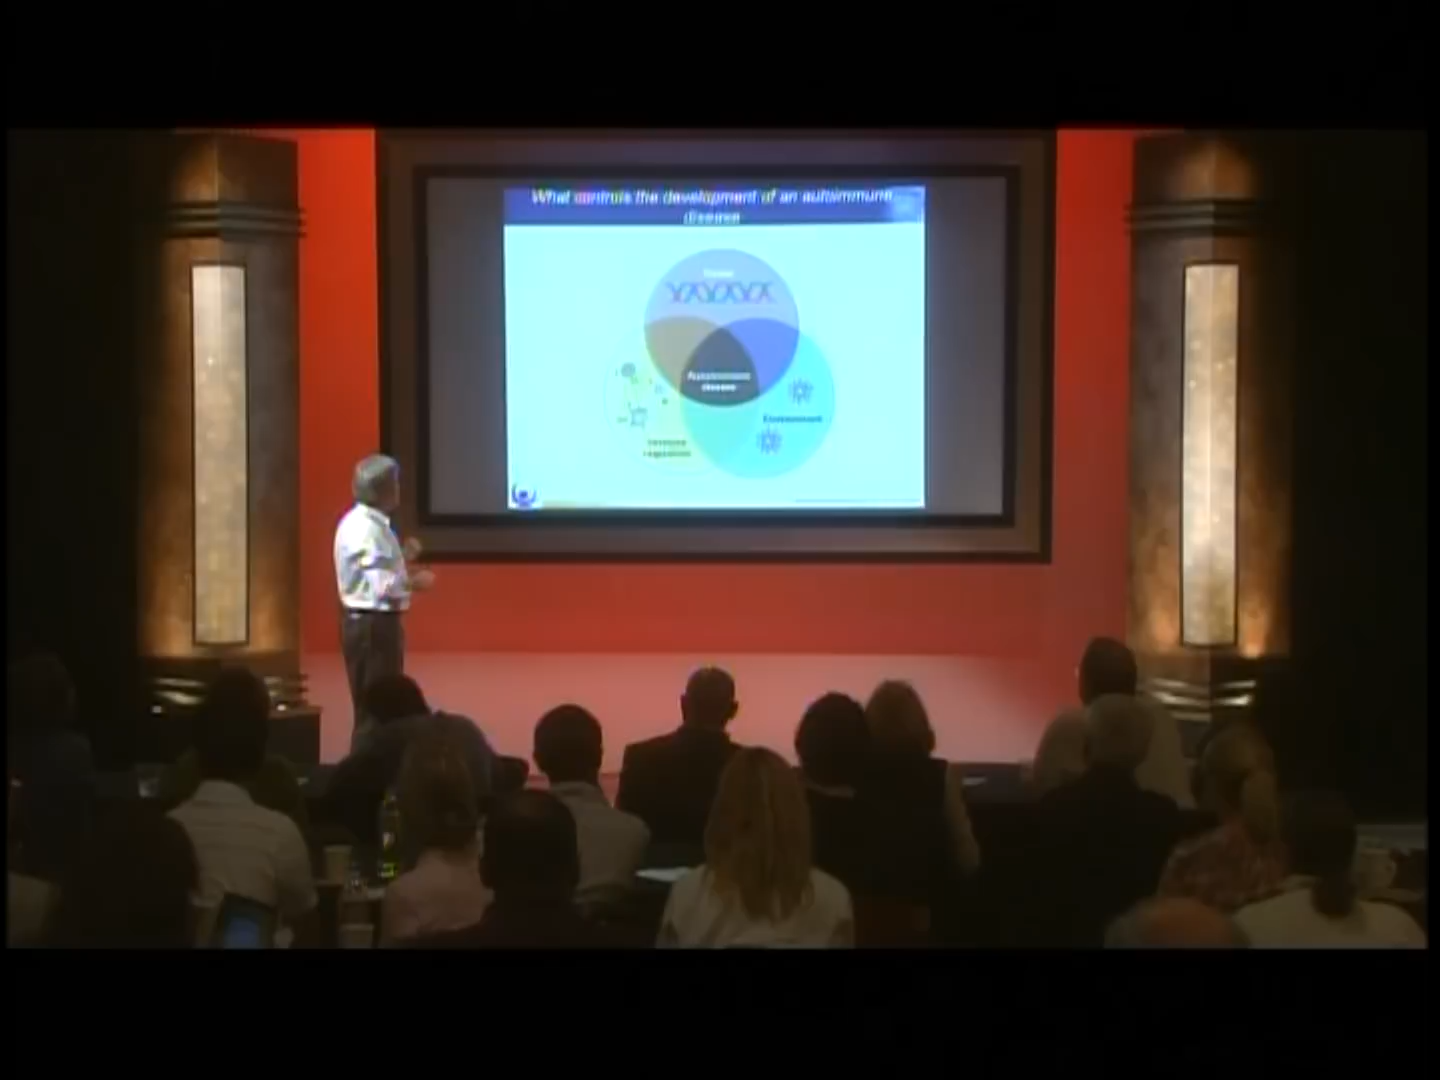 What controls the development of an autoimmune
disease
Genes
Autoimmune
disease
Environment
Immune
regulation